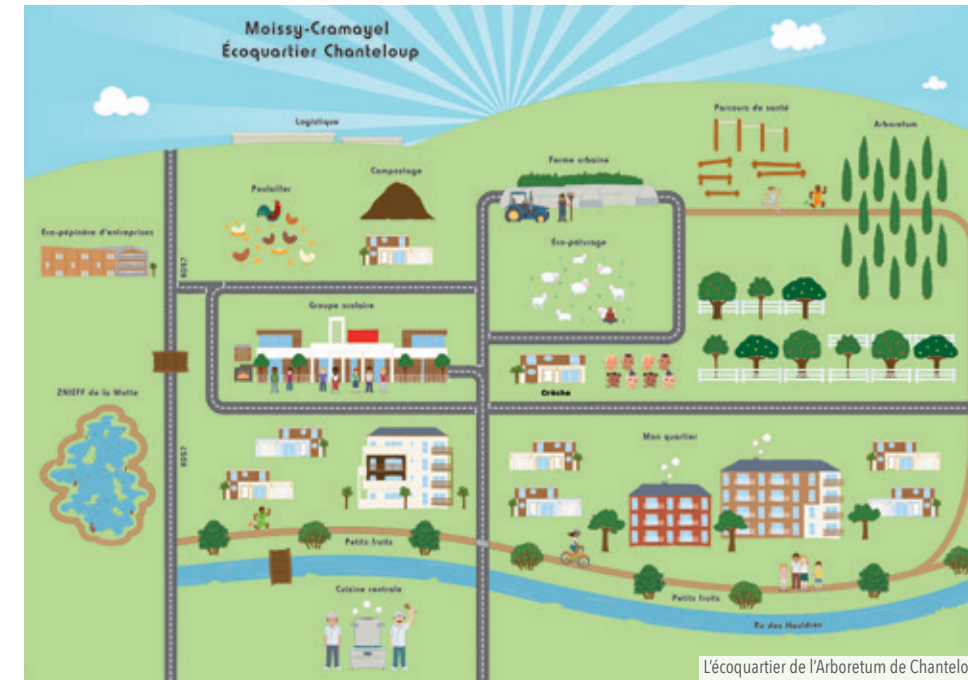 Moissy-Cramayel
Écoquartier Chanteloup
Logistique
Parcours de santé
Arboretum
Ferme urbaine
Compostage
Poulailler
Éco-pépinière d'entreprises
Éco-pâturage
RD57
Groupe scolaire
Crèche
ZNIEFF de la Motte
Mon quartier
RD57
Petits fruits
Cuisine centrale
Petits fruits
Ru des Hauldres
L'écoquartier de l'Arboretum de Chantelo